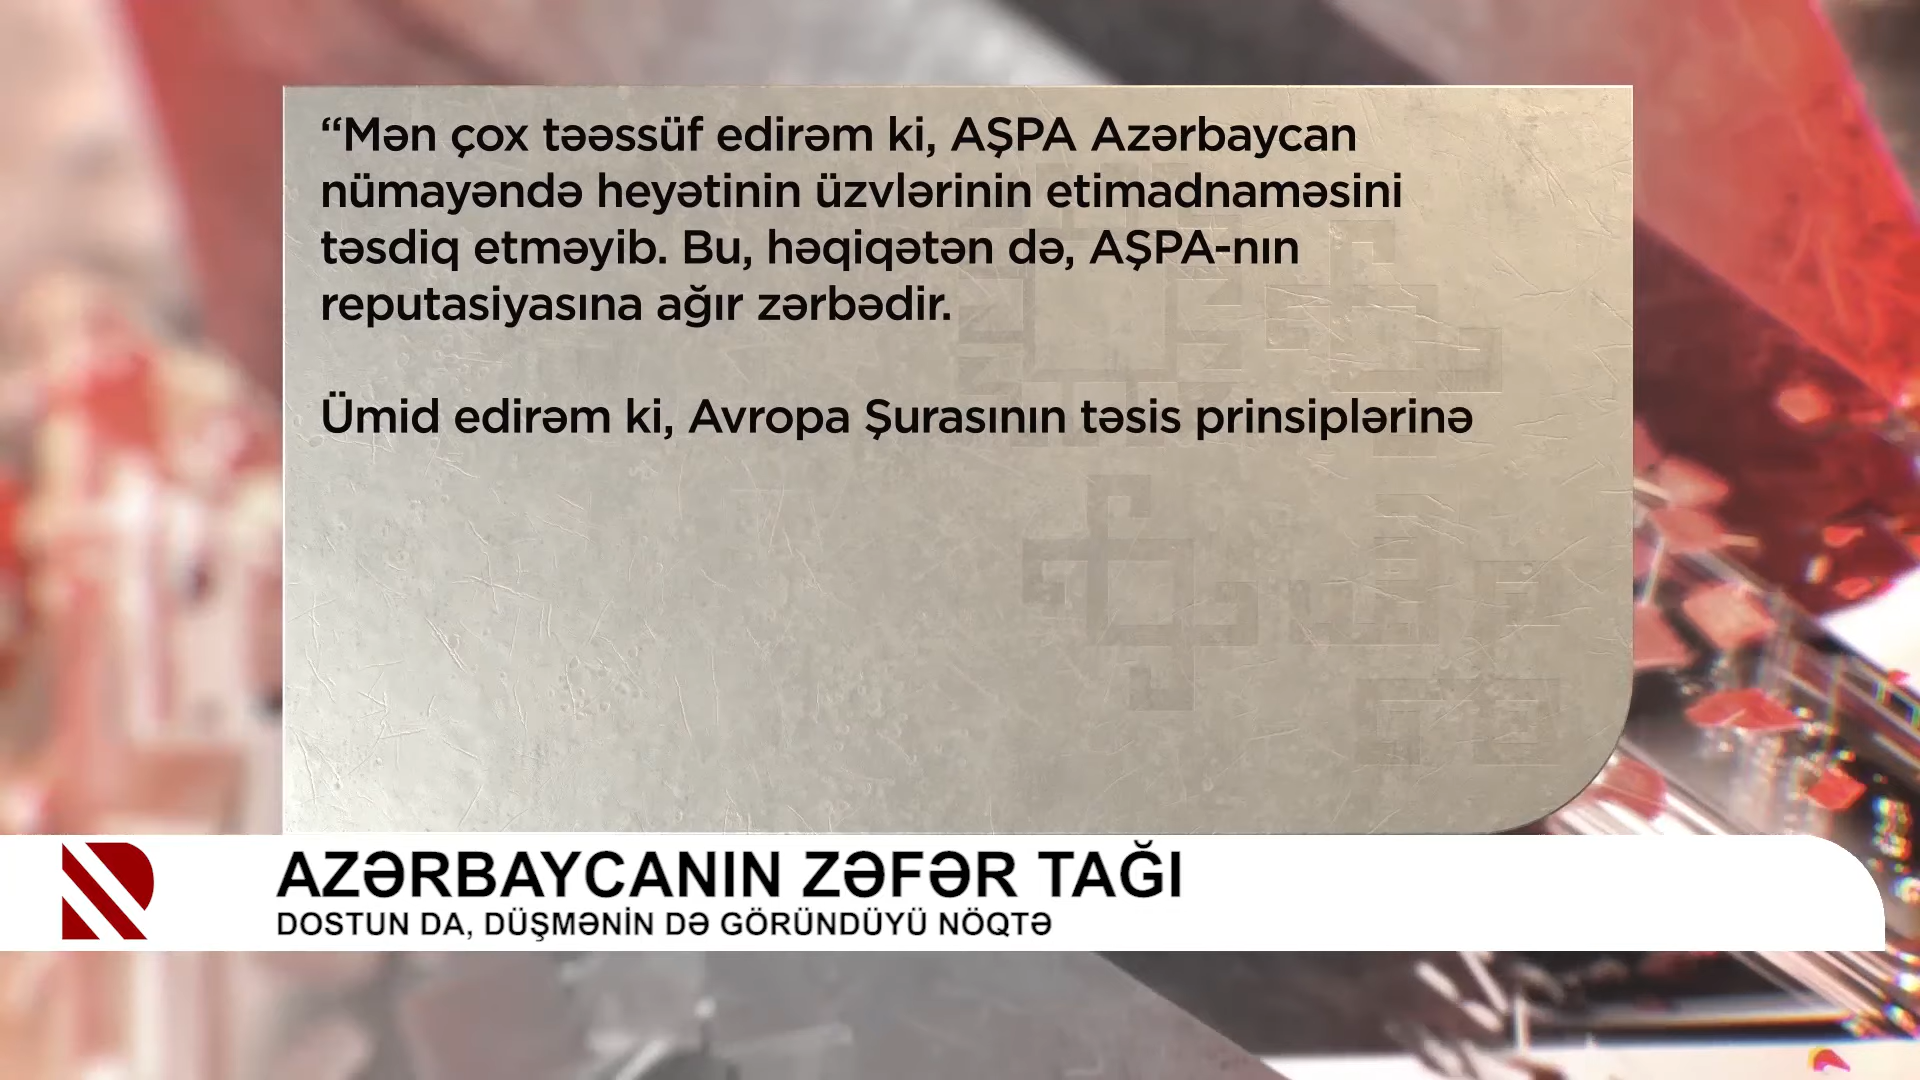 “Mən çox təəssüf edirəm ki, AŞPA Azərbaycan
nümayəndə heyətinin üzvlərinin etimadnaməsini
təsdiq etməyib. Bu, həqiqətən də, AŞPA-nın
reputasiyasına ağır zərbədir.
Ümid edirəm ki, Avropa Şurasının təsis prinsiplərinə
AZƏRBAYCANIN ZƏFƏR TAĞI
DOSTUN DA, DÜŞMƏNİN DƏ GÖRÜNDÜYÜ NÖQTƏ